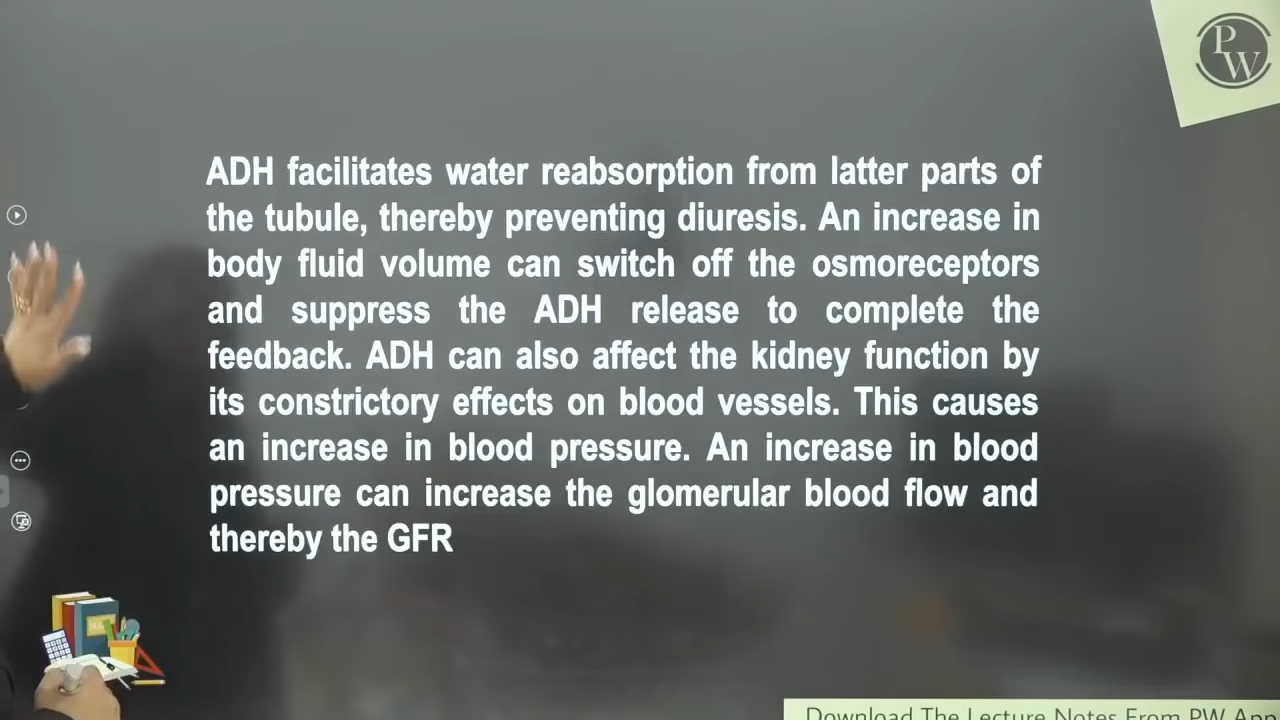 PW
ADH facilitates water reabsorption from latter parts of
the tubule, thereby preventing diuresis. An increase in
body fluid volume can switch off the osmoreceptors
and suppress the ADH release to complete the
feedback. ADH can also affect the kidney function by
its constrictory effects on blood vessels. This causes
an increase in blood pressure. An increase in blood
pressure can increase the glomerular blood flow and
thereby the GFR
Download The Lecture Notes From PW App